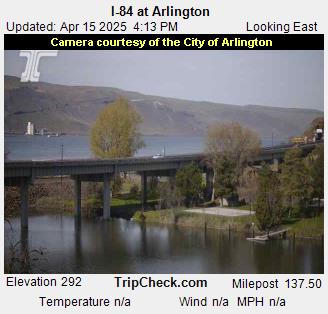 I-84 at Arlington
Updated: Apr 15 2025 4:13 PM Looking East
Camera courtesy of the City of Arlington
Elevation 292 TripCheck.com Milepost 137.50
Temperature n/a Wind n/a MPH n/a